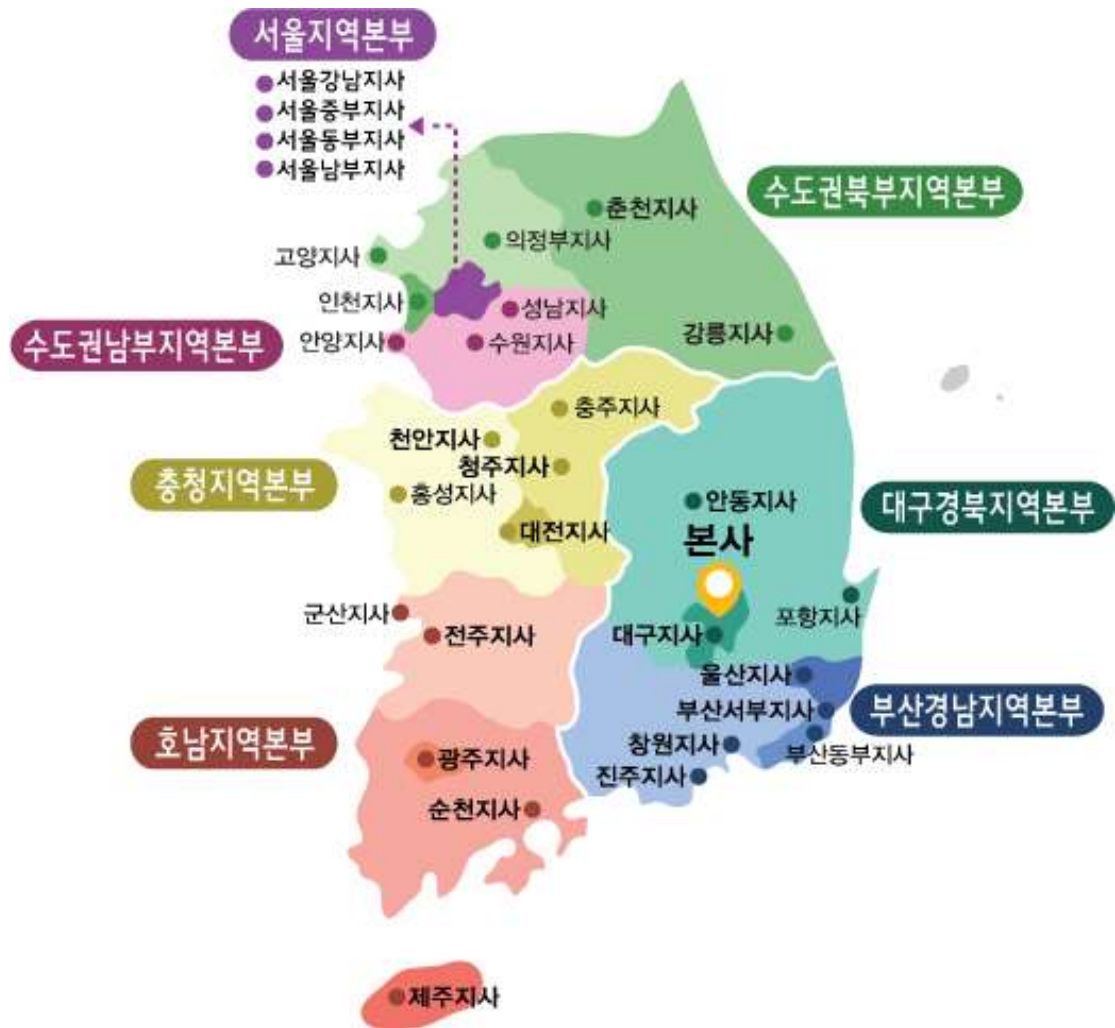 서울지역본부
서울강남지사
서울중부지사
서울동부지사
서울남부지사
수도권북부지역본부
춘천지사
의정부지사
고양지사
인천지사
성남지사
강릉지사
수도권남부지역본부
안양지사
수원지사
충주지사
천안지사
청주지사
충청지역본부
홍성지사
안동지사
대구경북지역본부
대전지사
본사
군산지사
포항지사
전주지사
대구지사
울산지사
부산서부지사
부산경남지역본부
호남지역본부
창원지사
부산동부지사
광주지사
진주지사
순천지사
제주지사